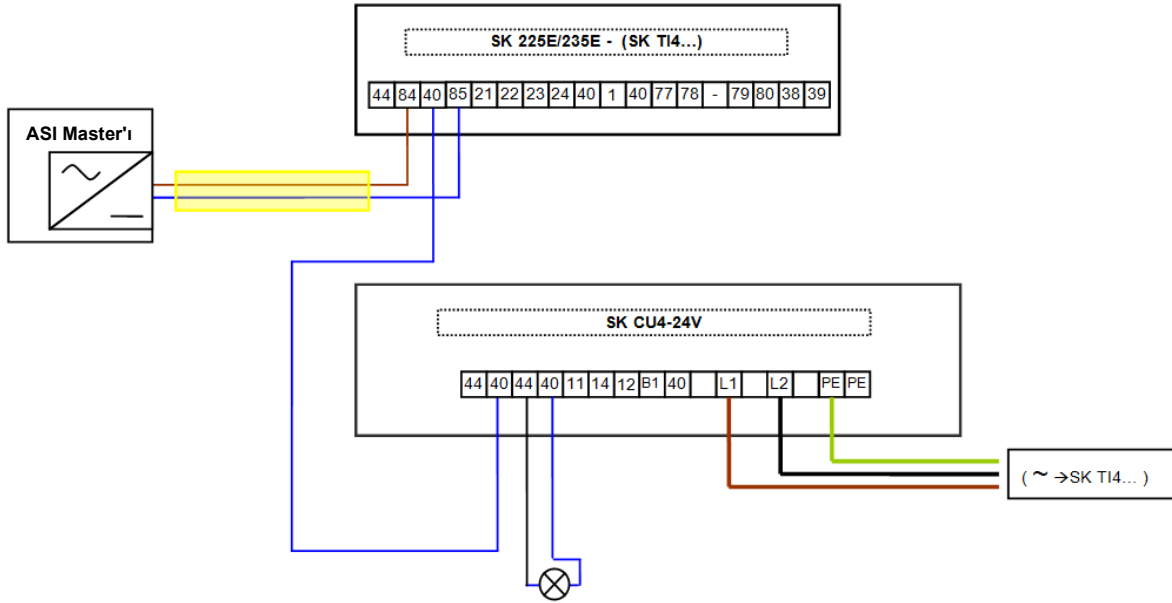 SK 225E/235E - (SK TI4...)
44 84 40 85 21 22 23 24 40 1 40 77 78 - 79 80 38 39
ASI Master'ı
SK CU4-24V
44 40 44 40 11 14 12 B1 40 L1 L2 PE PE
( ~ →SK TI4... )